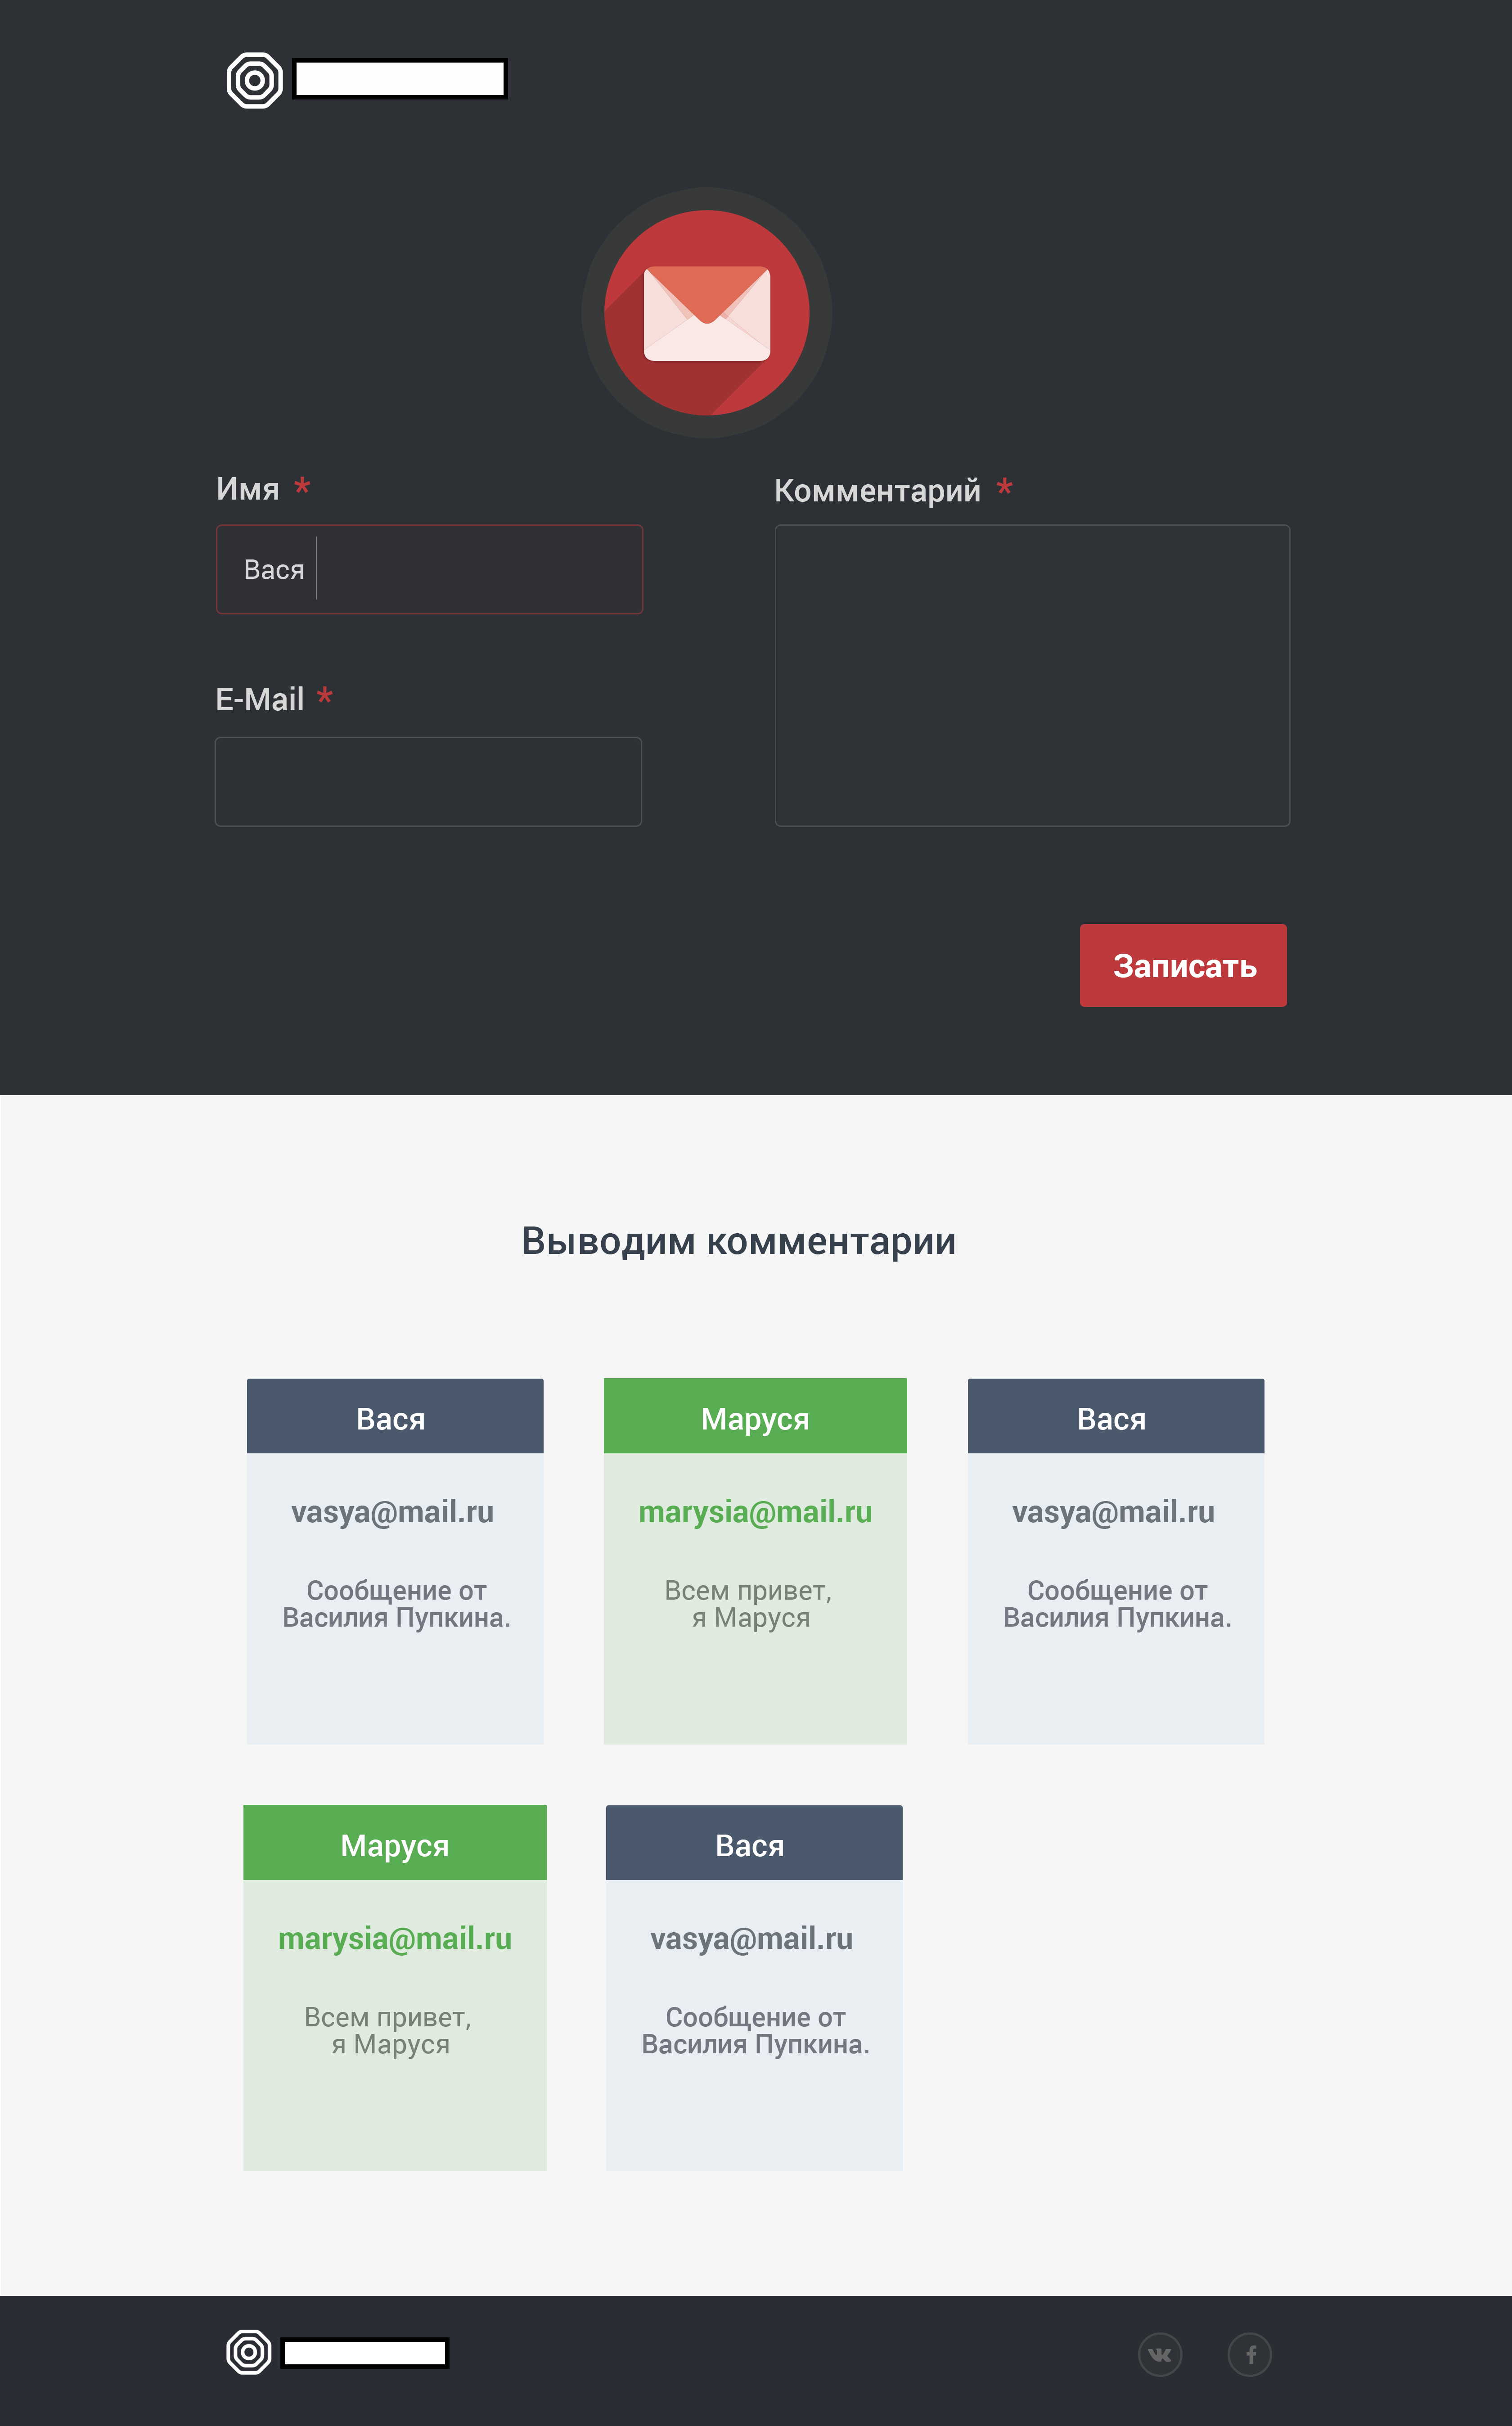 Имя *
Комментарий *
Вася
E-Mail *
Записать
Выводим комментарии
Вася
vasya@mail.ru
Сообщение от
Василия Пупкина.
Маруся
marysia@mail.ru
Всем привет,
я Маруся
Вася
vasya@mail.ru
Сообщение от
Василия Пупкина.
Маруся
marysia@mail.ru
Всем привет,
я Маруся
Вася
vasya@mail.ru
Сообщение от
Василия Пупкина.